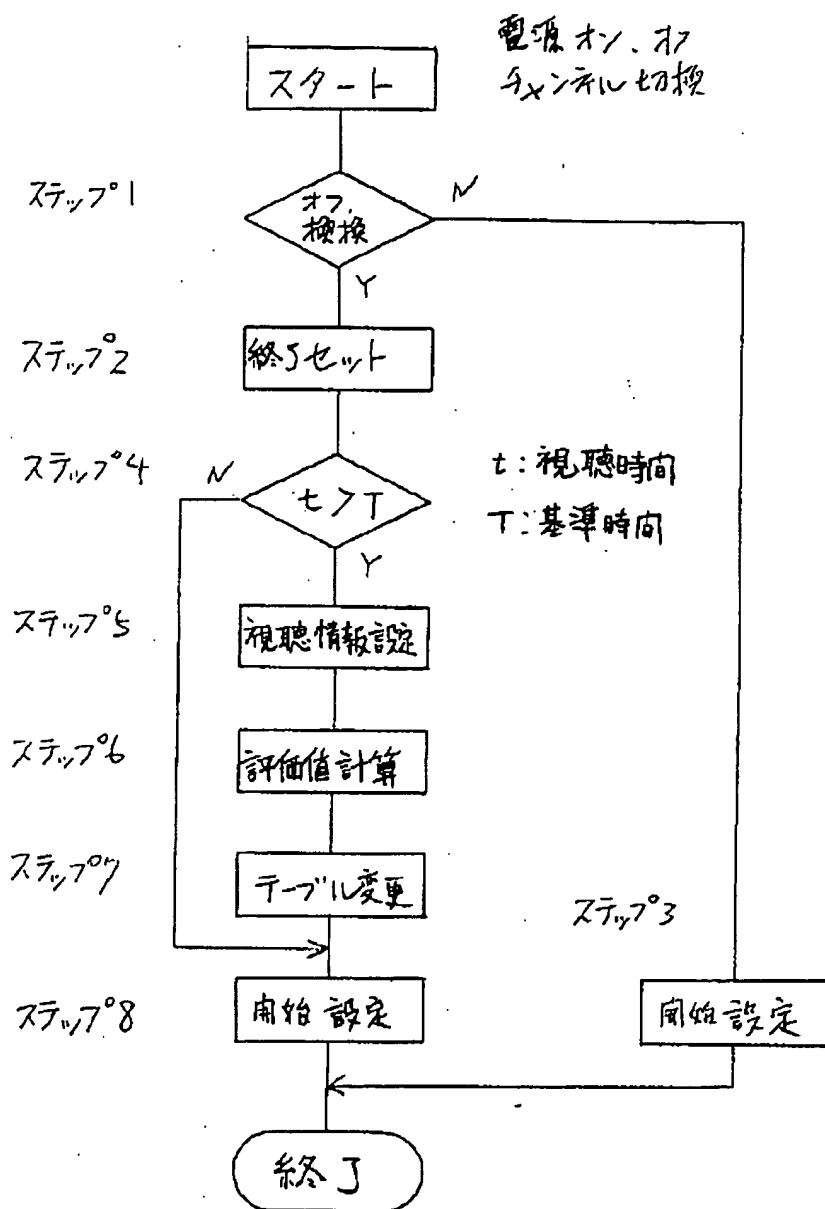 電源オン、オフ
チャンネル切換
スタート
ステップ1
オフ,
N
Y
ステップ2
終了セット
ステップ4
N
t>T
Y
t:視聴時間
T:基準時間
ステップ5
視聴情報設定
ステップ6
評価値計算
ステップ7
テーブル変更
ステップ3
ステップ8
開始設定
開始設定
終了